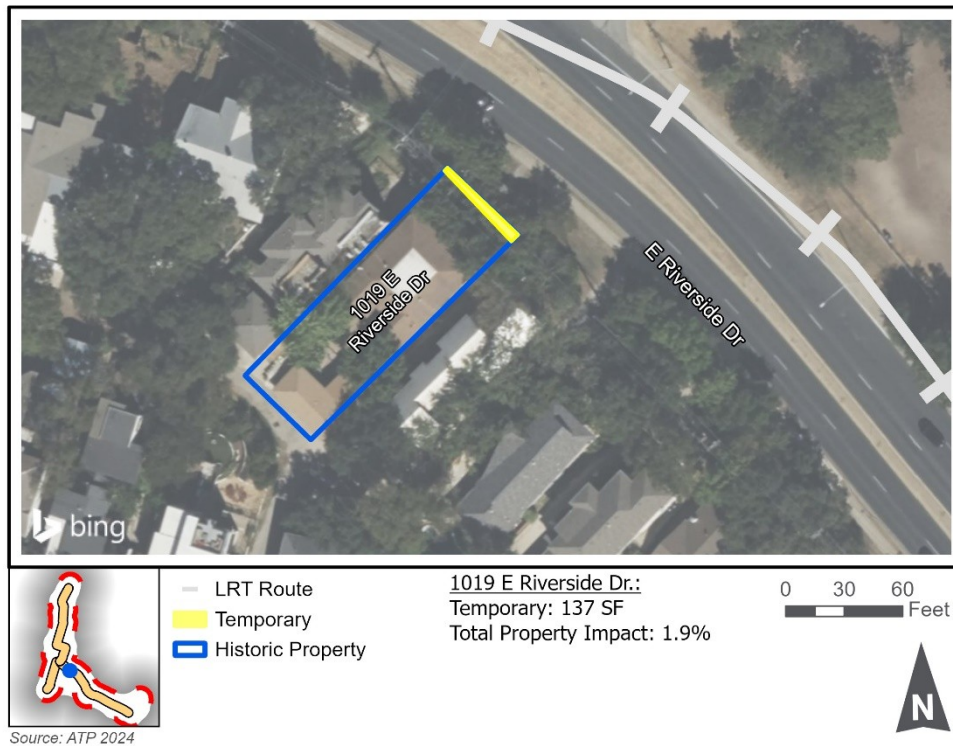 1019 E
Riverside Dr
E Riverside Dr
bing
LRT Route
Temporary
Historic Property
1019 E Riverside Dr.:
Temporary: 137 SF
Total Property Impact: 1.9%
0 30 60
Feet
N
Source: ATP 2024